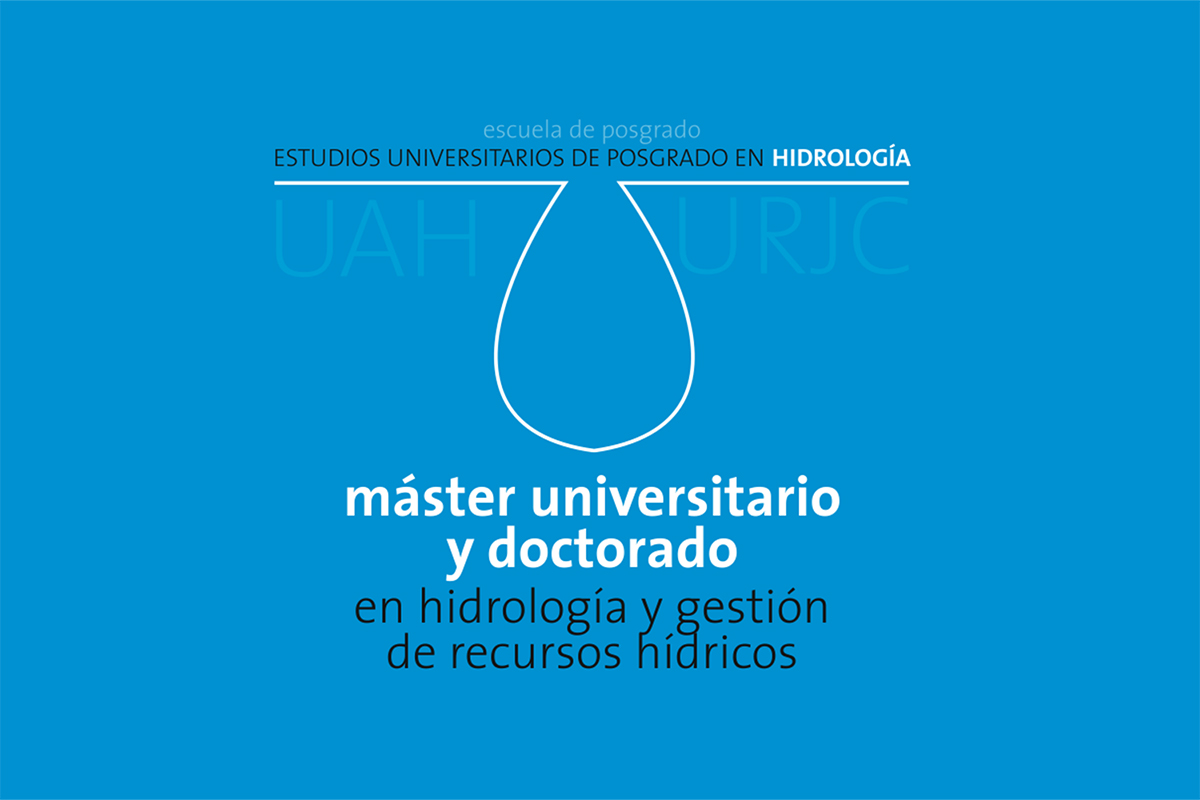 escuela de posgrado
ESTUDIOS UNIVERSITARIOS DE POSGRADO EN HIDROLOGÍA
UAH URJC
máster universitario
y doctorado
en hidrología y gestión
de recursos hídricos